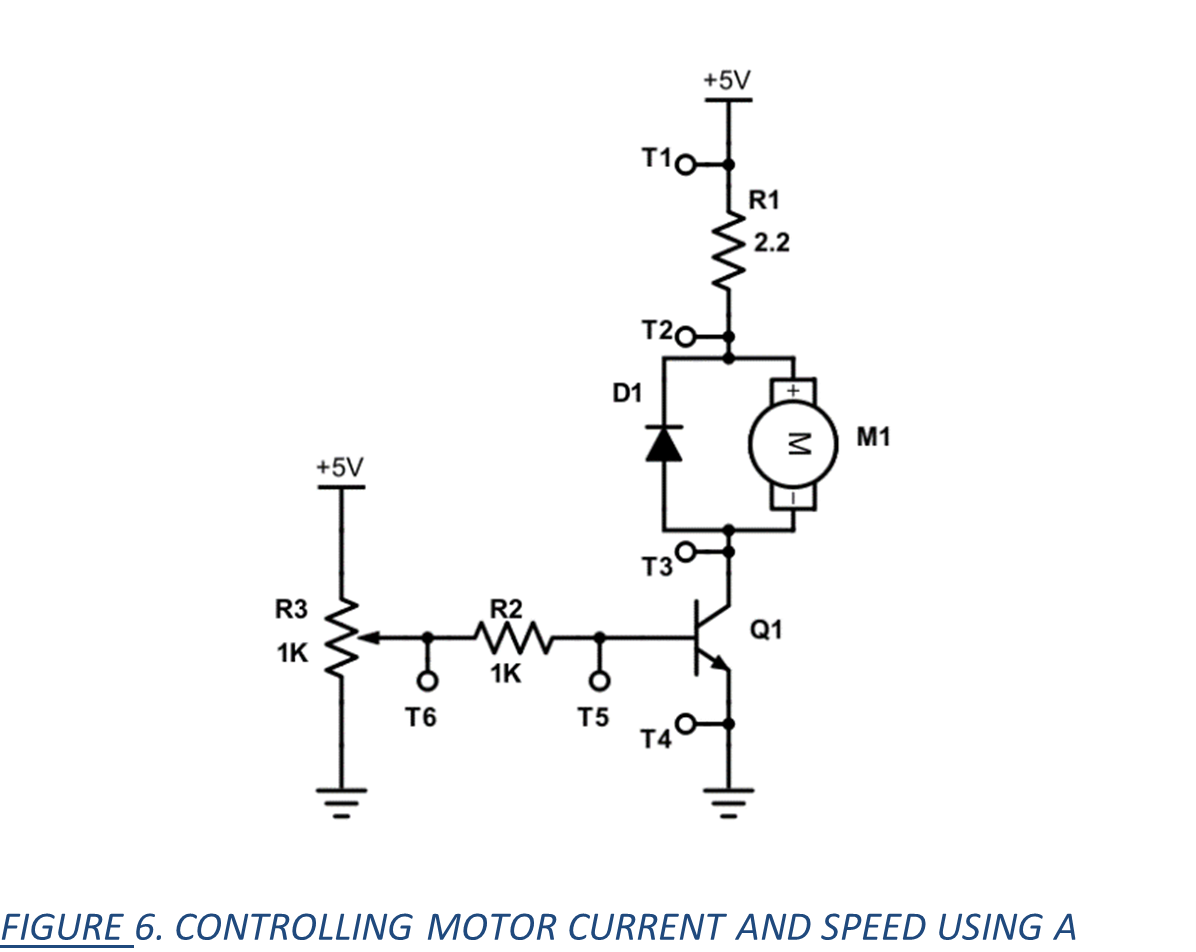 +5V
T1
R1
2.2
T2
D1
+
M
M1
−
+5V
T3
R3
1K
R2
1K
Q1
T6
T5
T4
FIGURE 6. CONTROLLING MOTOR CURRENT AND SPEED USING A